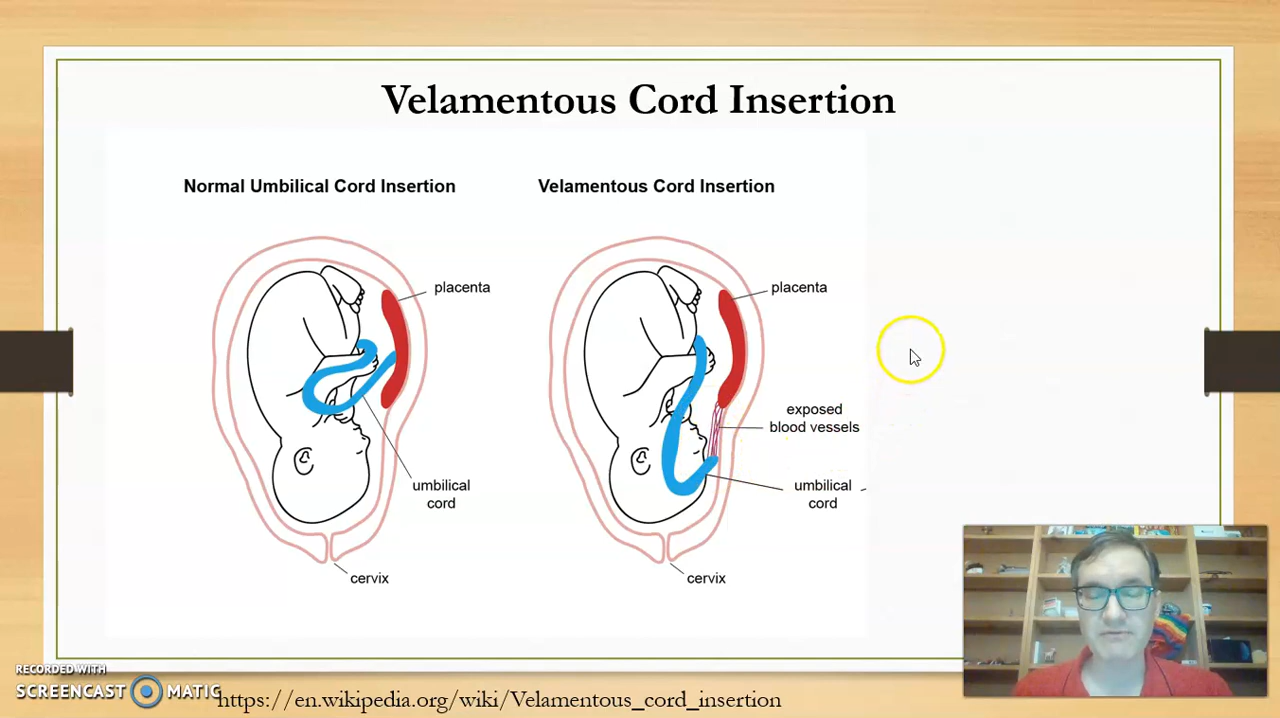 Velamentous Cord Insertion
Normal Umbilical Cord Insertion
placenta
umbilical
cord
cervix
Velamentous Cord Insertion
placenta
exposed
blood vessels
umbilical
cord
cervix
RECORDED WITH
SCREENCAST MATIC
https://en.wikipedia.org/wiki/Velamentous_cord_insertion